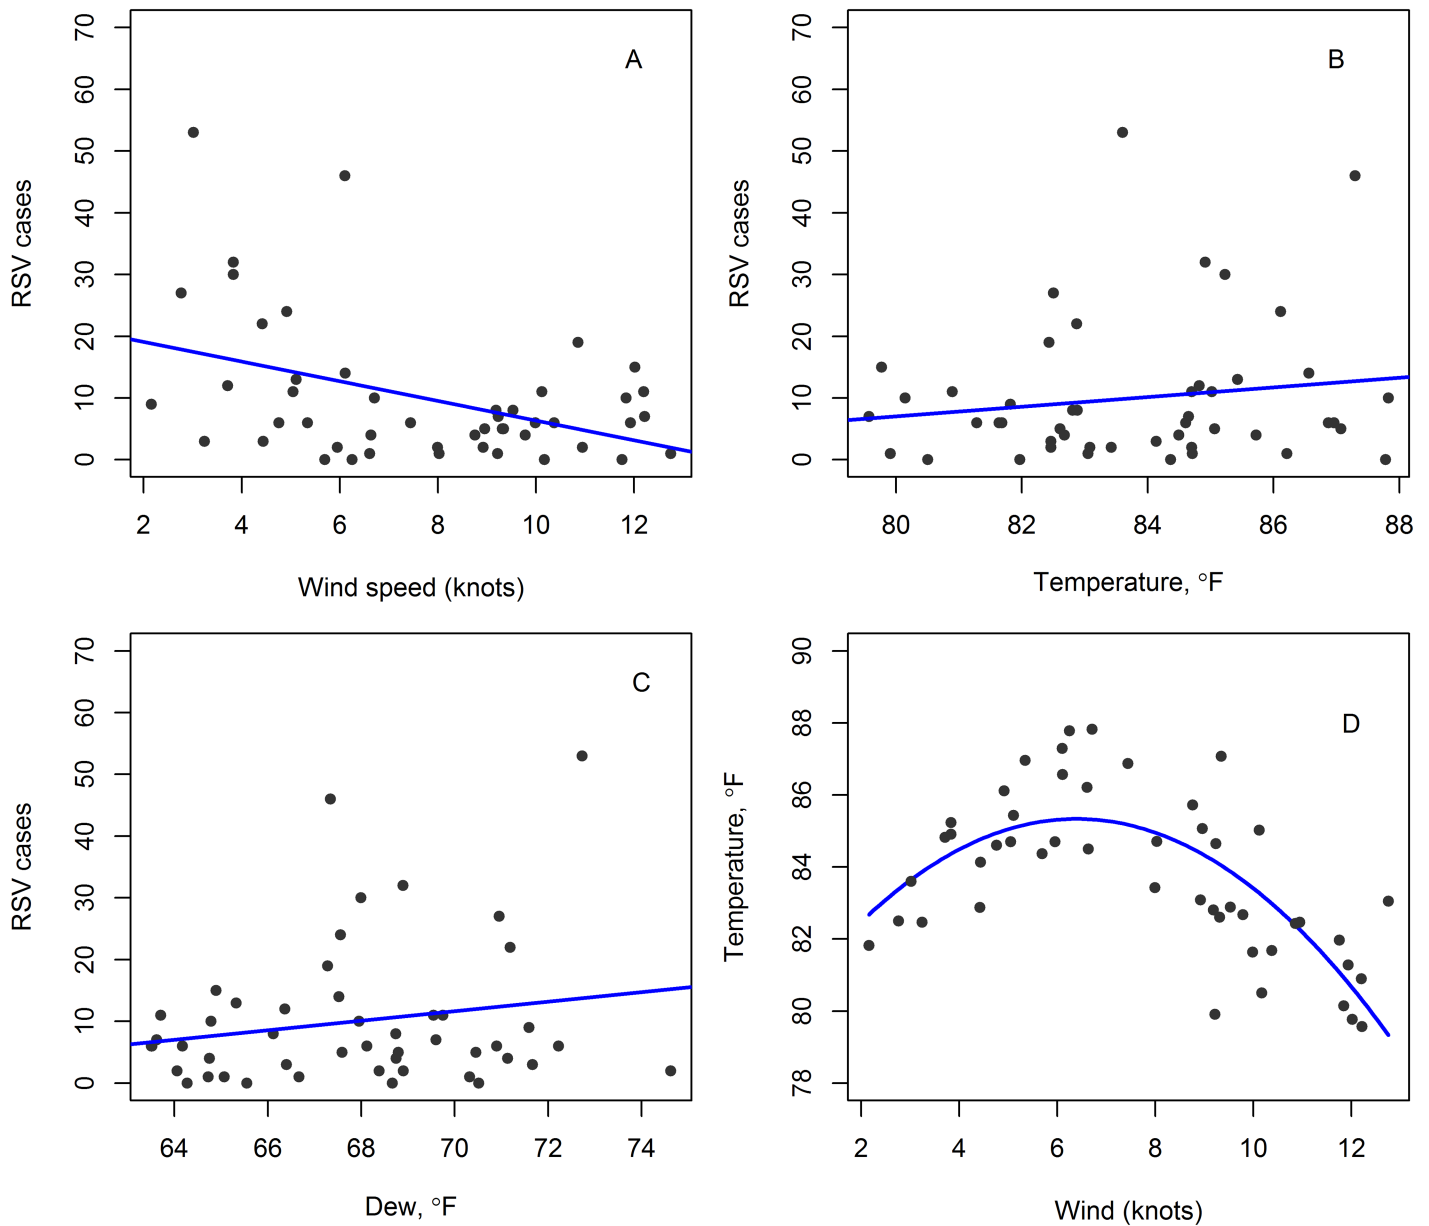 A
RSV cases
70
60
50
40
30
20
10
0
2 4 6 8 10 12
Wind speed (knots)
B
RSV cases
70
60
50
40
30
20
10
0
80 82 84 86 88
Temperature, °F
C
RSV cases
70
60
50
40
30
20
10
0
64 66 68 70 72 74
Dew, °F
D
Temperature, °F
90
88
86
84
82
80
78
2 4 6 8 10 12
Wind (knots)